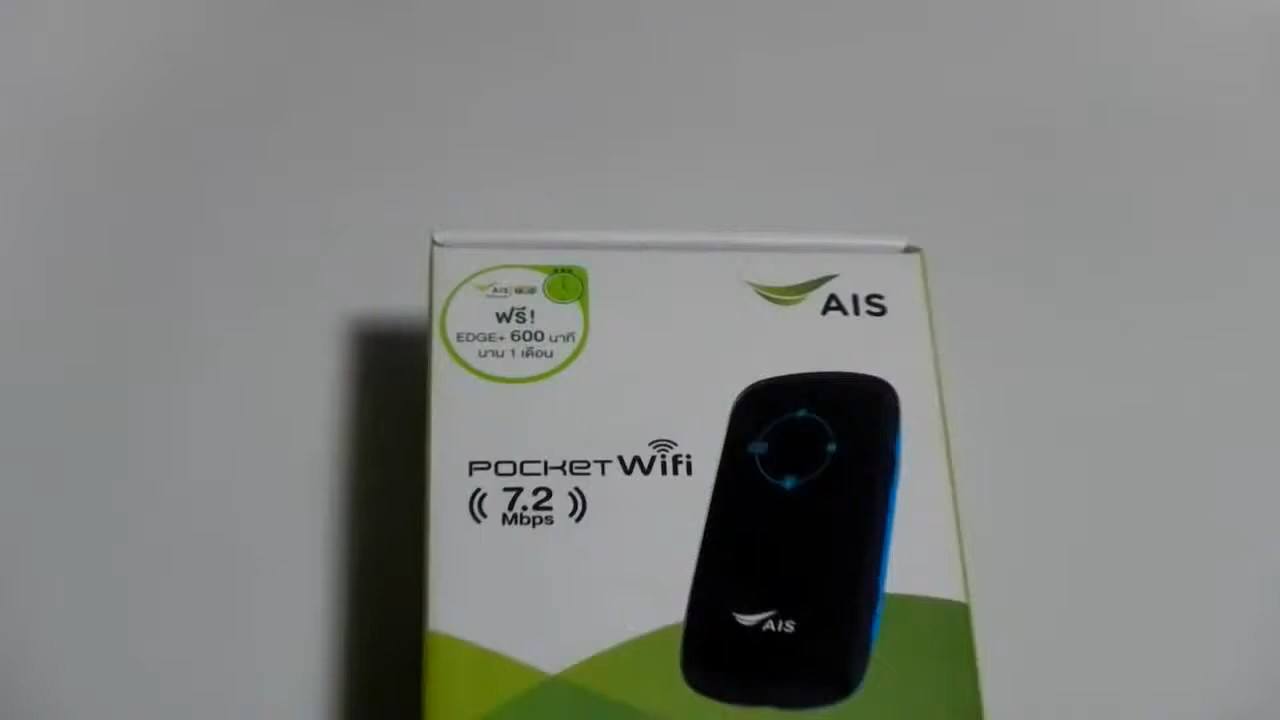 AIS
ฟรี!
EDGE+ 600 นาที
นาน 1 เดือน
AIS
POCKET Wifi
7.2
Mbps
AIS